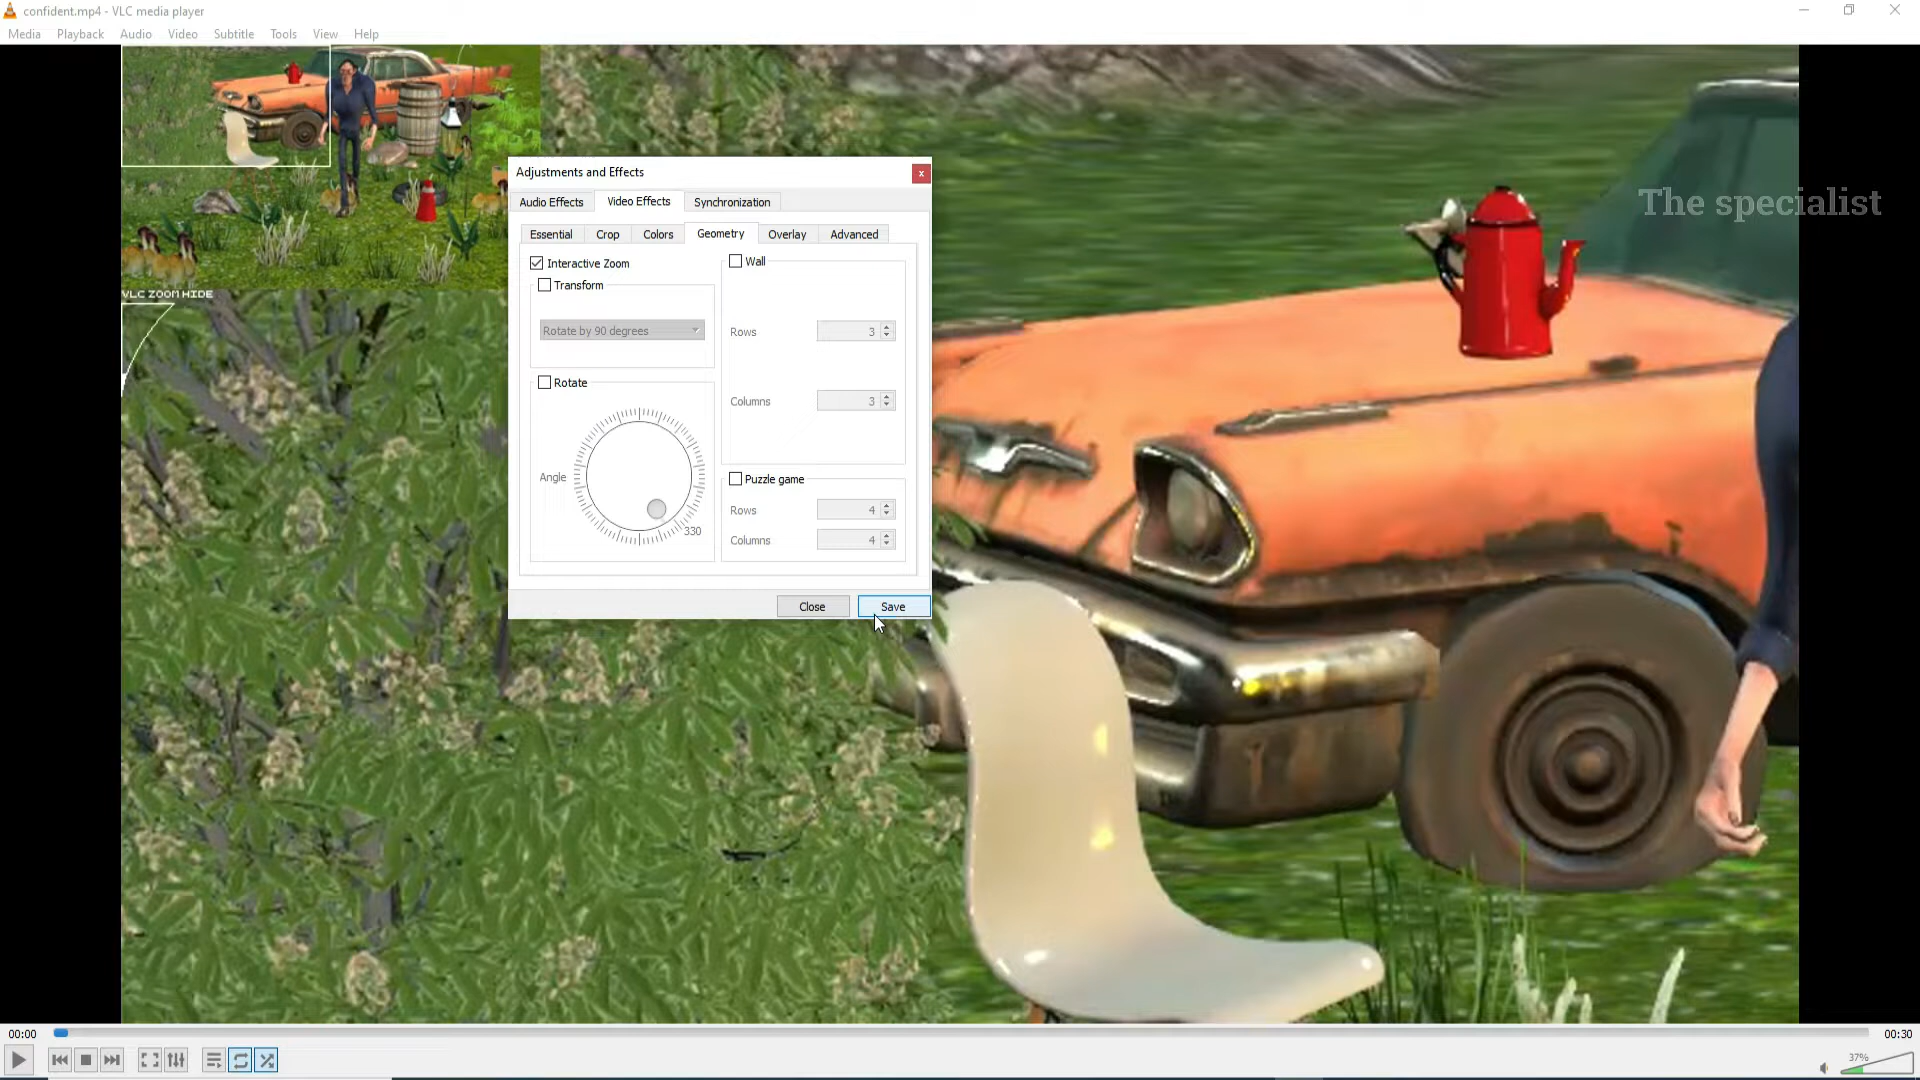 confident.mp4 - VLC media player
Media Playback Audio Video Subtitle Tools View Help
The specialist
VLC ZOOM HIDE
Adjustments and Effects
x
Audio Effects Video Effects Synchronization
Essential Crop Colors Geometry Overlay Advanced
Interactive Zoom
Transform
Rotate by 90 degrees
Rotate
Angle
330
Wall
Rows 3
Columns 3
Puzzle game
Rows 4
Columns 4
Close Save
00:00 00:30
37%